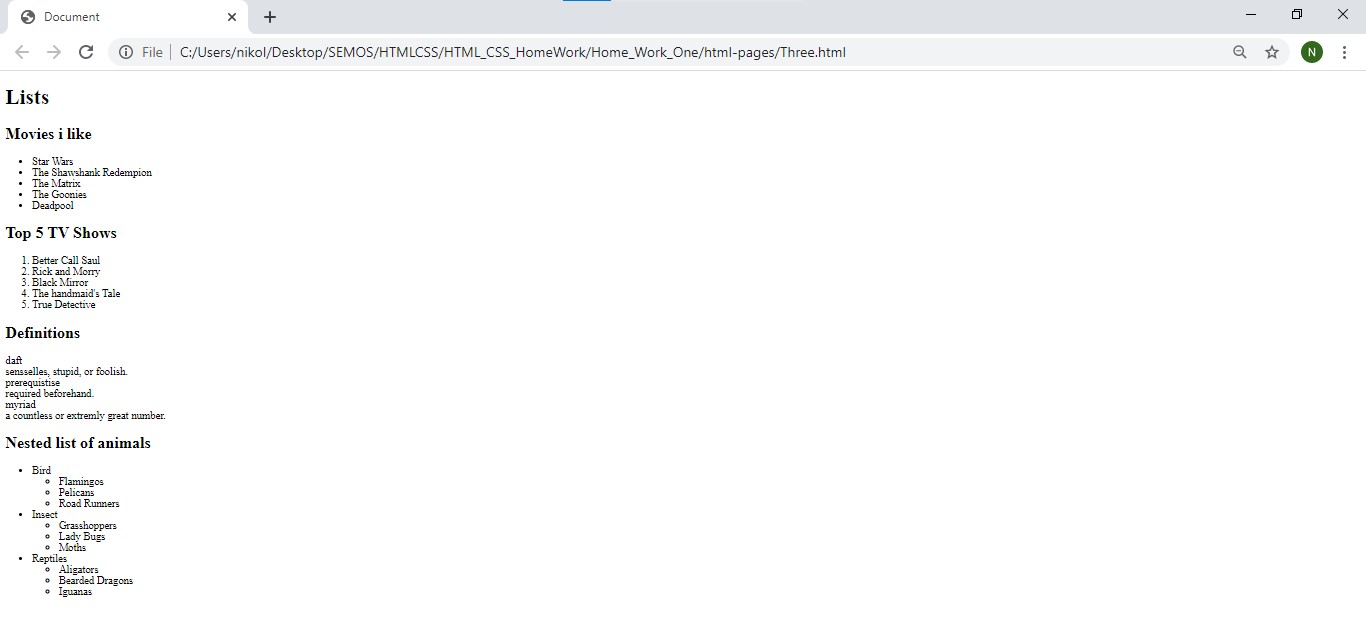 Document
File C:/Users/nikol/Desktop/SEMOS/HTMLCSS/HTML_CSS_HomeWork/Home_Work_One/html-pages/Three.html N
Lists
Movies i like
Star Wars
The Shawshank Redempion
The Matrix
The Goonies
Deadpool
Top 5 TV Shows
1. Better Call Saul
2. Rick and Morry
3. Black Mirror
4. The handmaid's Tale
5. True Detective
Definitions
daft
sensselles, stupid, or foolish.
prerequistise
required beforehand.
myriad
a countless or extremly great number.
Nested list of animals
Bird
Flamingos
Pelicans
Road Runners
Insect
Grasshoppers
Lady Bugs
Moths
Reptiles
Aligators
Bearded Dragons
Iguanas